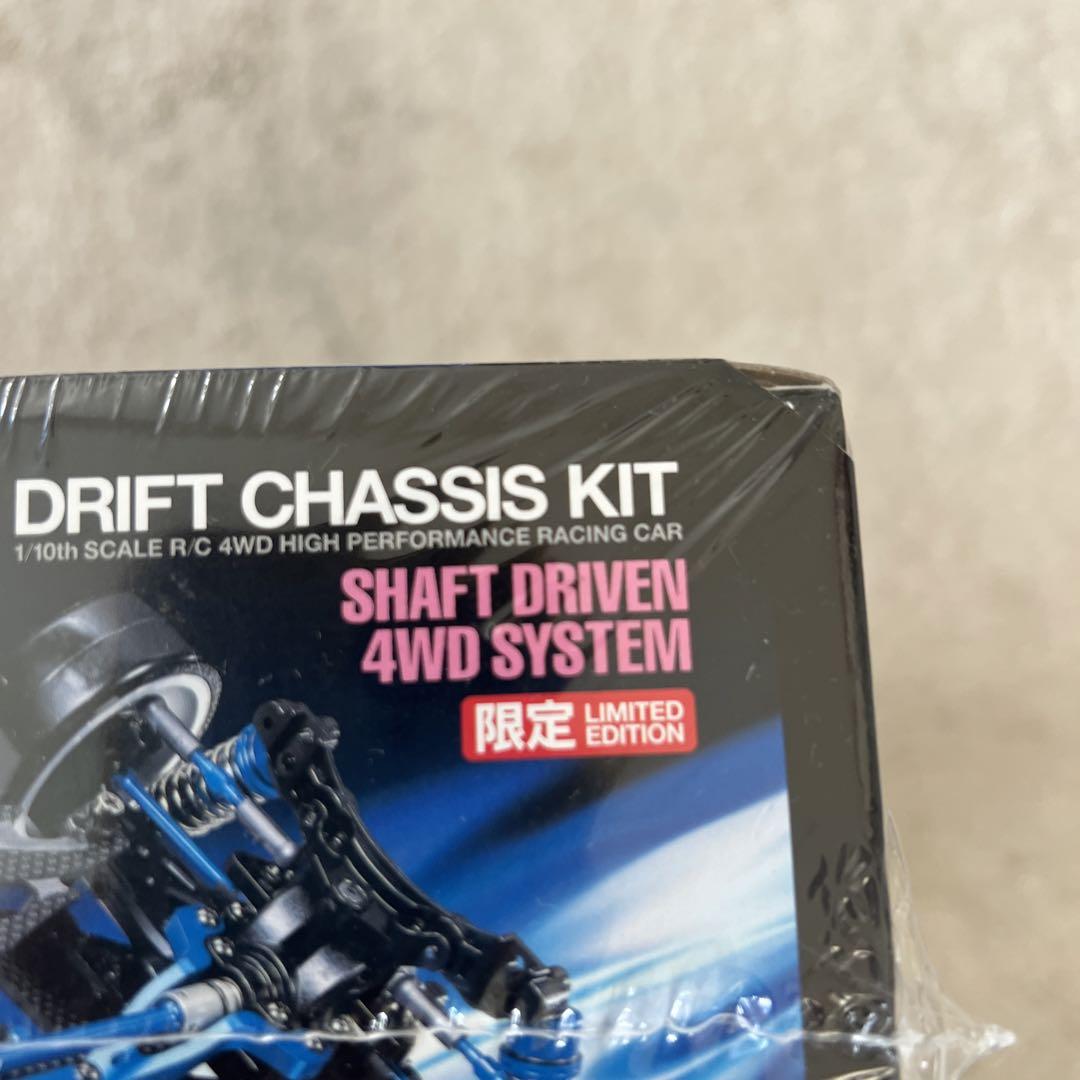 DRIFT CHASSIS KIT
1/10th SCALE R/C 4WD HIGH PERFORMANCE RACING CAR
SHAFT DRIVEN
4WD SYSTEM
限定 LIMITED
EDITION